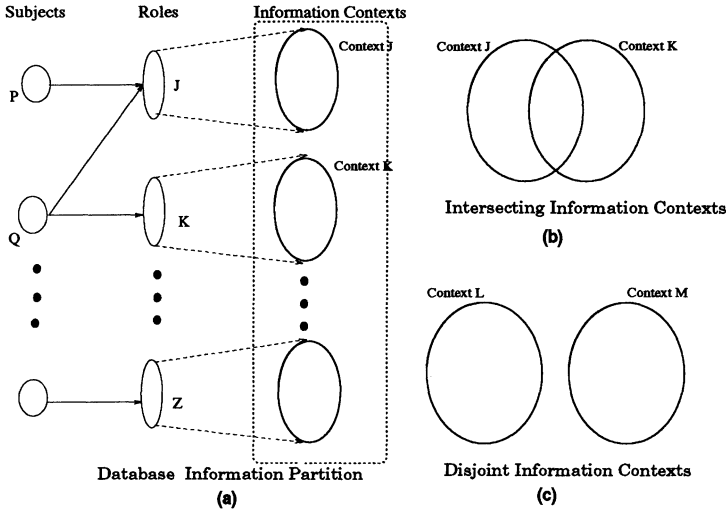 Subjects
Roles
Information Contexts
Context J
P
J
Context K
Q
K
Z
Database Information Partition
(a)
Context J
Context K
Intersecting Information Contexts
(b)
Context L
Context M
Disjoint Information Contexts
(c)